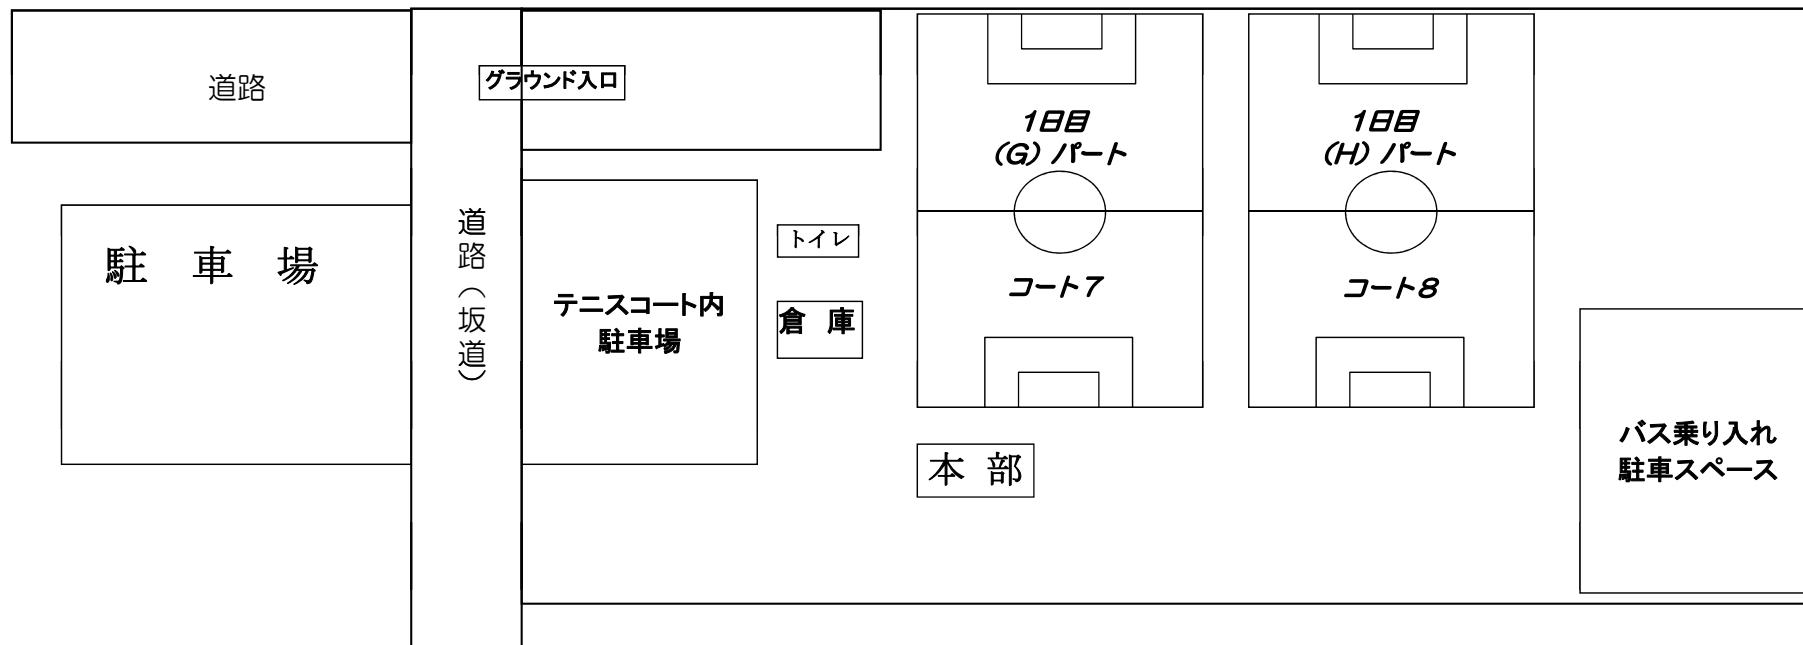 道路
グラウンド入口
1日目
(G) パート
1日目
(H) パート
駐 車 場
道路(坂道)
トイレ
コート7
コート8
テニスコート内
駐車場
倉 庫
本 部
バス乗り入れ
駐車スペース